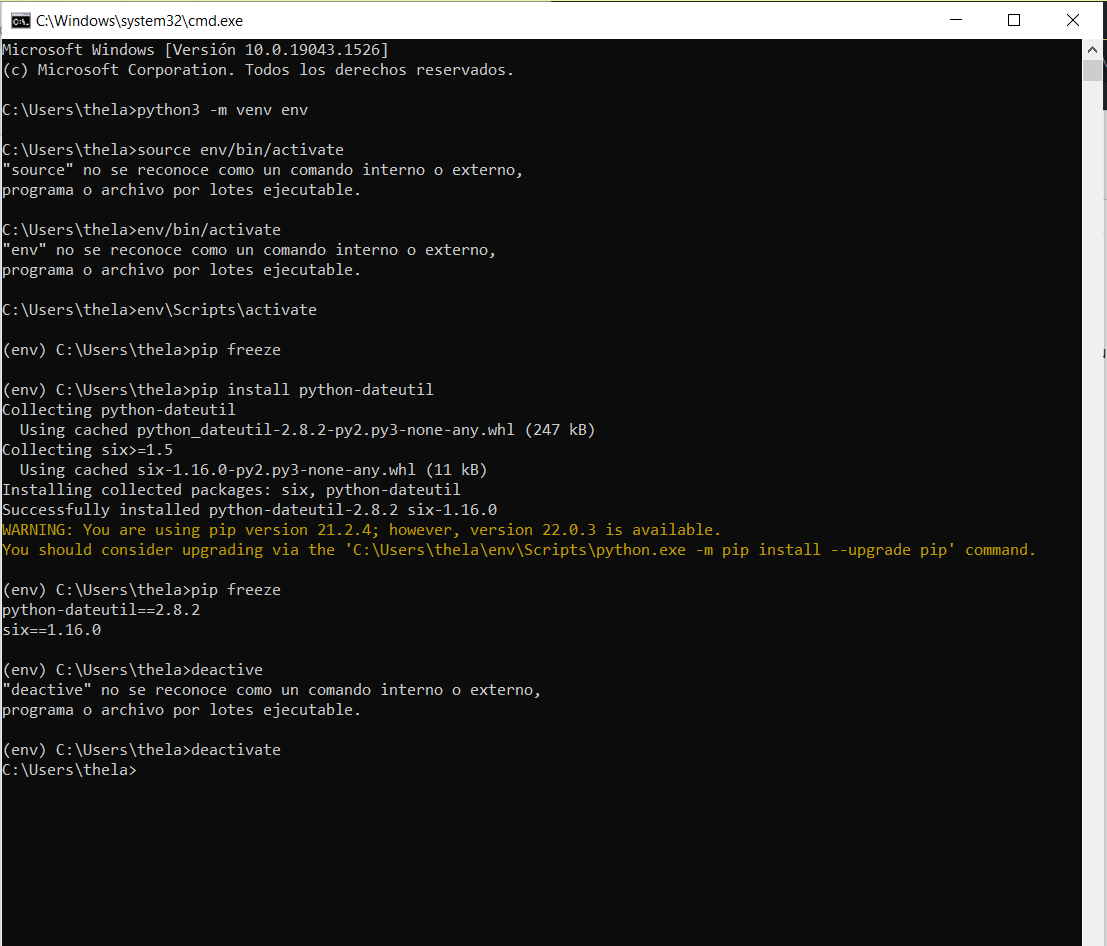 C:\Windows\system32\cmd.exe
Microsoft Windows [Versión 10.0.19043.1526]
(c) Microsoft Corporation. Todos los derechos reservados.
C:\Users\thela>python3 -m venv env
C:\Users\thela>source env/bin/activate
"source" no se reconoce como un comando interno o externo,
programa o archivo por lotes ejecutable.
C:\Users\thela>env/bin/activate
"env" no se reconoce como un comando interno o externo,
programa o archivo por lotes ejecutable.
C:\Users\thela>env\Scripts\activate
(env) C:\Users\thela>pip freeze
(env) C:\Users\thela>pip install python-dateutil
Collecting python-dateutil
  Using cached python_dateutil-2.8.2-py2.py3-none-any.whl (247 kB)
Collecting six>=1.5
  Using cached six-1.16.0-py2.py3-none-any.whl (11 kB)
Installing collected packages: six, python-dateutil
Successfully installed python-dateutil-2.8.2 six-1.16.0
WARNING: You are using pip version 21.2.4; however, version 22.0.3 is available.
You should consider upgrading via the 'C:\Users\thela\env\Scripts\python.exe -m pip install --upgrade pip' command.
(env) C:\Users\thela>pip freeze
python-dateutil==2.8.2
six==1.16.0
(env) C:\Users\thela>deactive
"deactive" no se reconoce como un comando interno o externo,
programa o archivo por lotes ejecutable.
(env) C:\Users\thela>deactivate
C:\Users\thela>